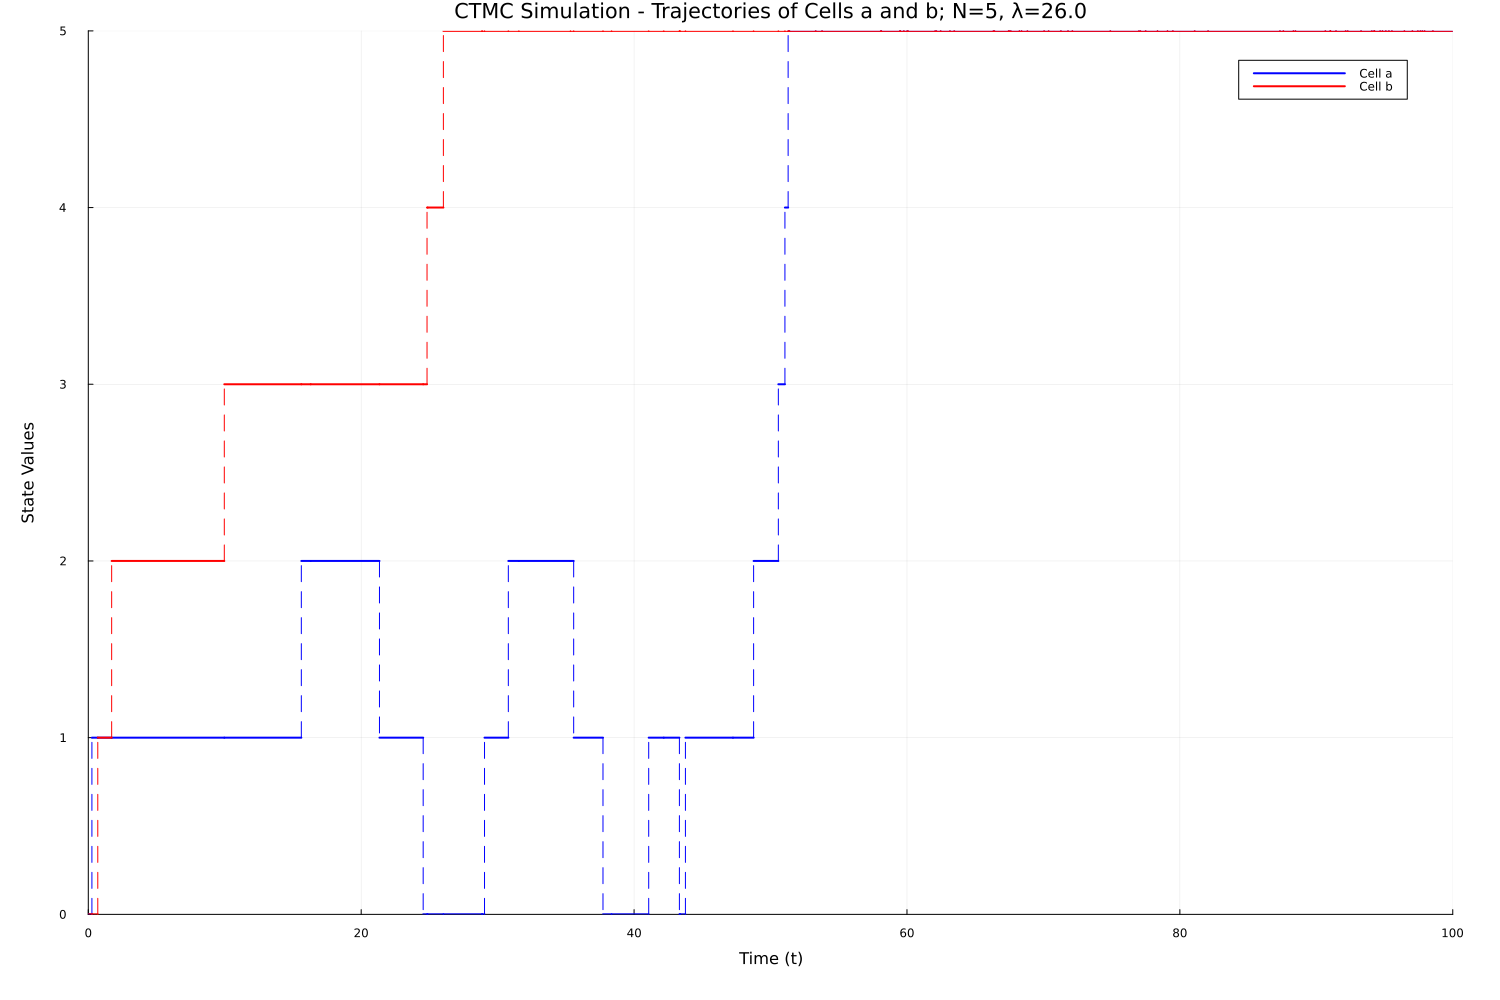 CTMC Simulation - Trajectories of Cells a and b; N=5, λ=26.0
5
Cell a
Cell b
4
3
State Values
2
1
0
0 20 40 60 80 100
Time (t)